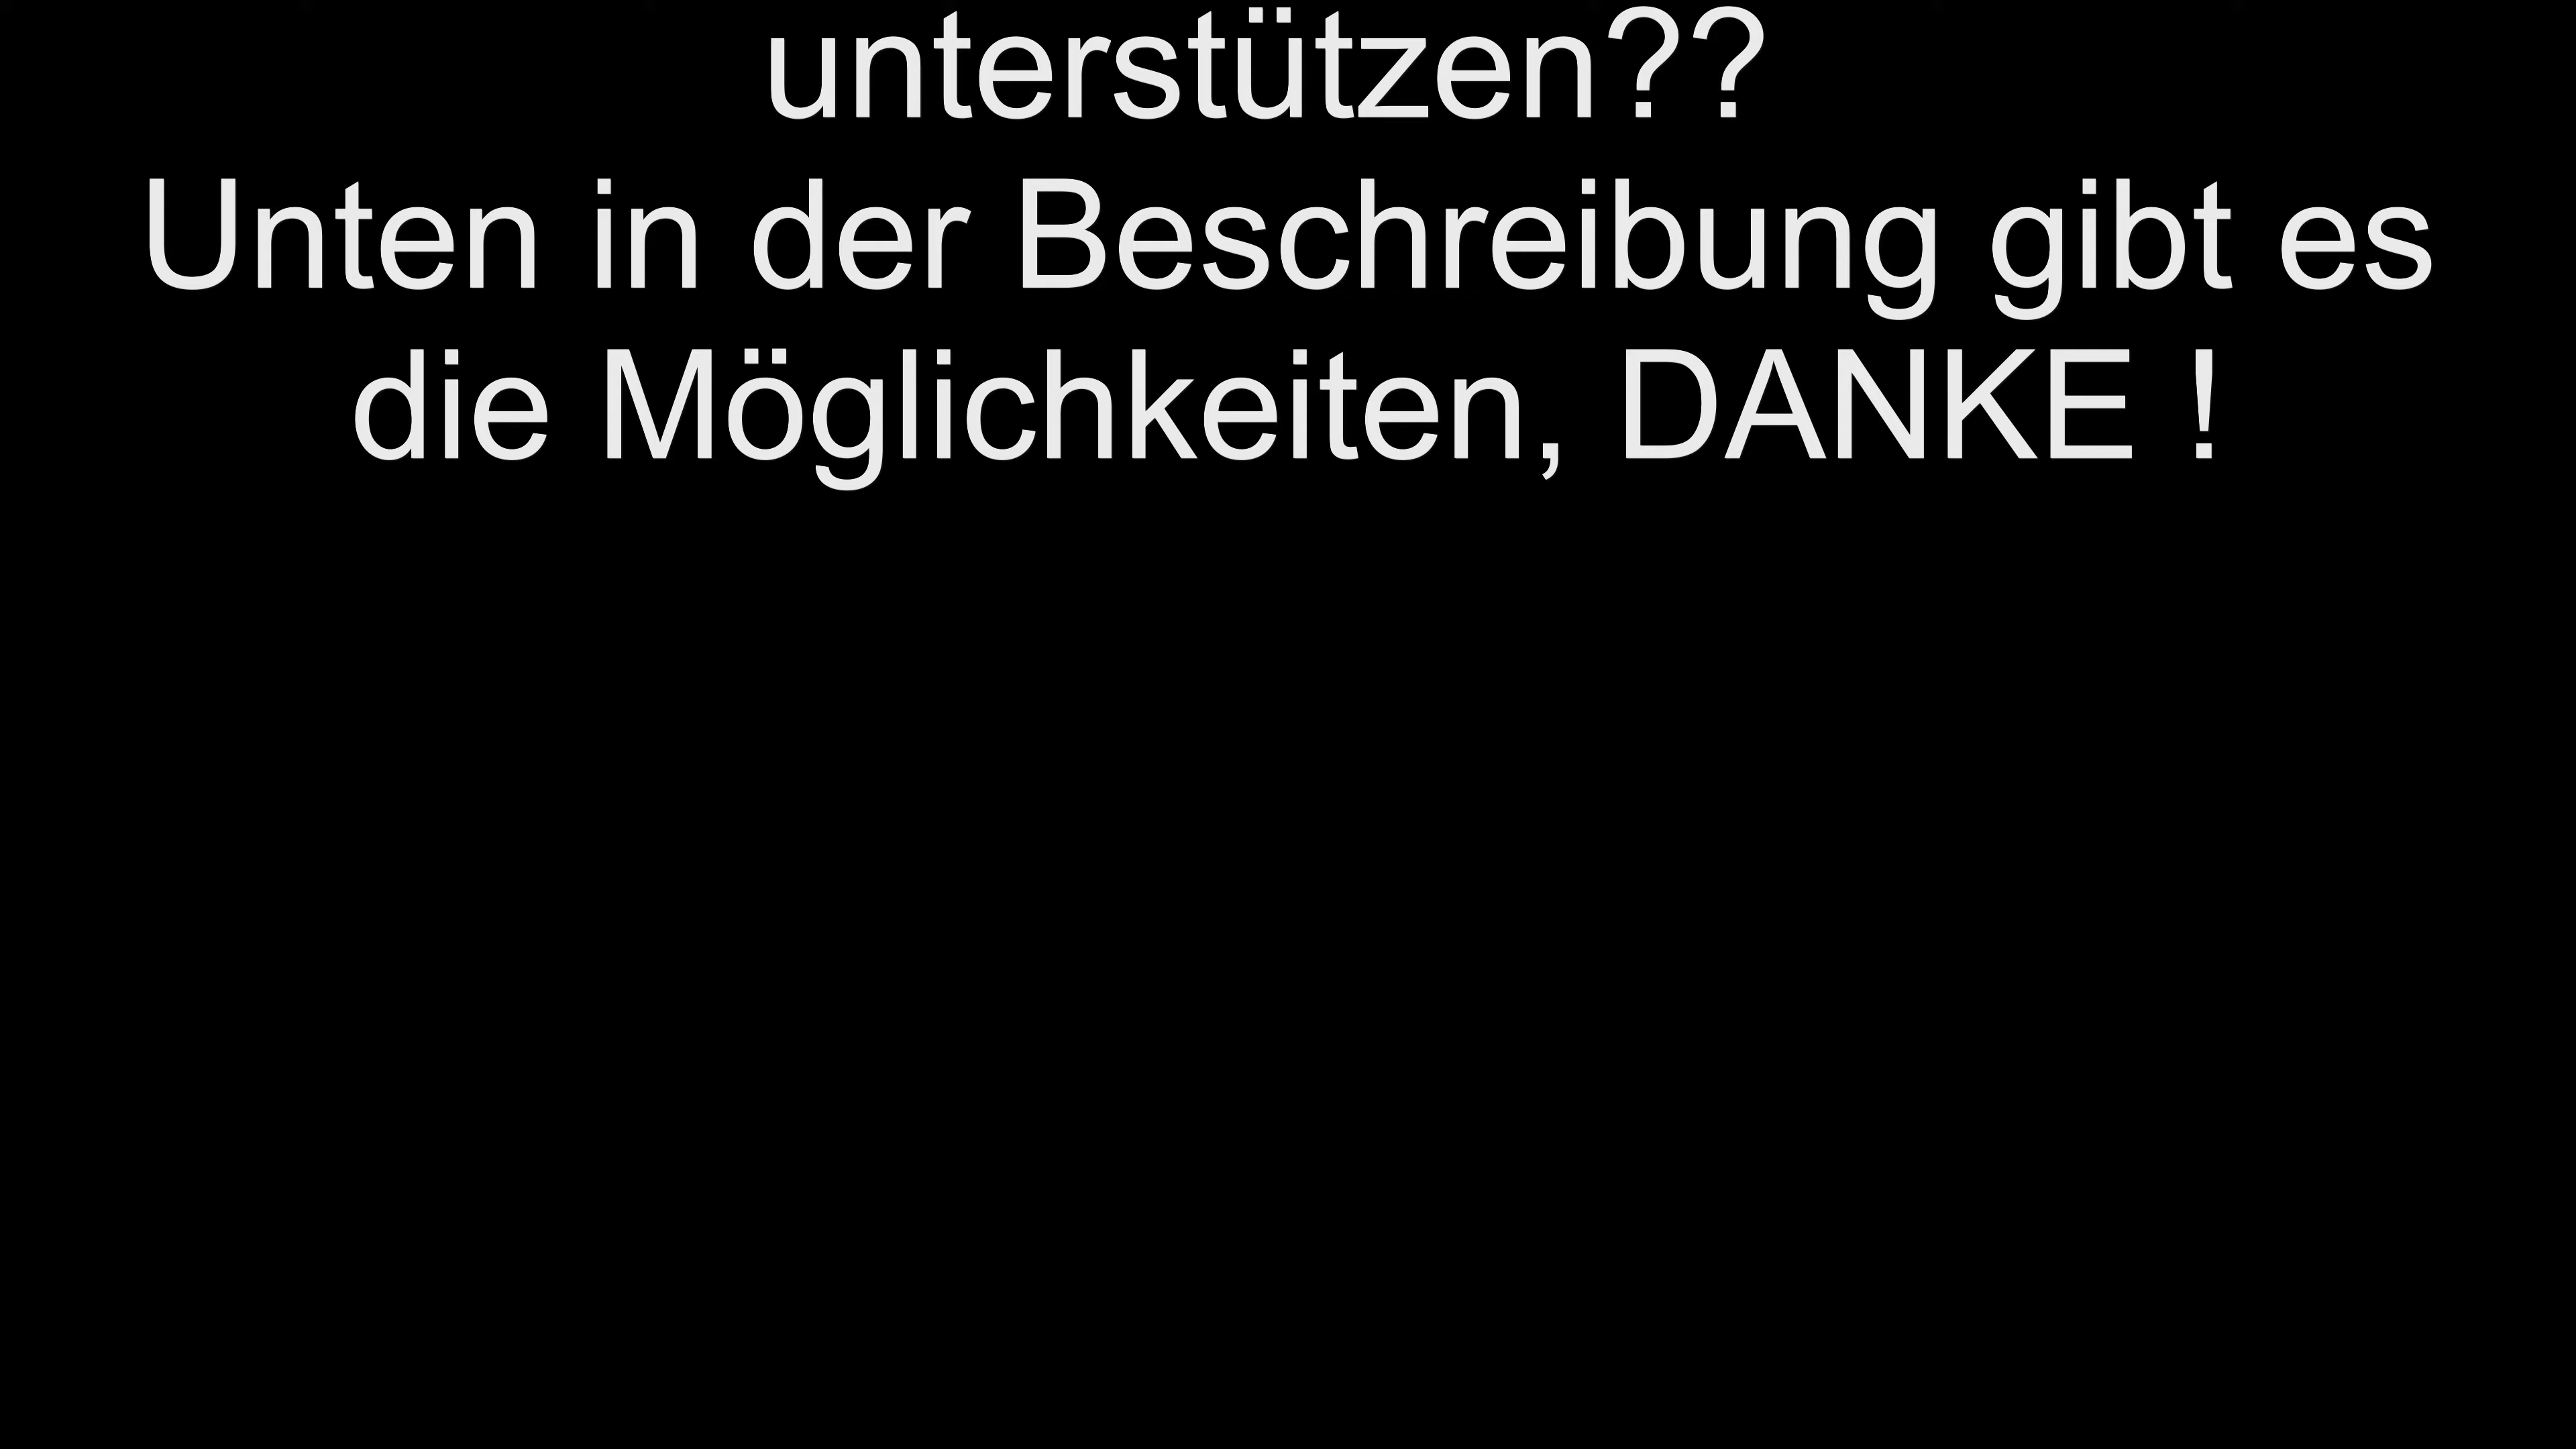 unterstützen??
Unten in der Beschreibung gibt es
die Möglichkeiten, DANKE !